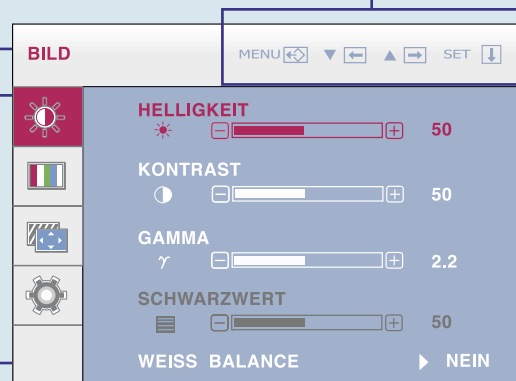 BILD
MENU ▼ ▲ SET
HELLIGKEIT
50
KONTRAST
50
GAMMA
γ 2.2
SCHWARZWERT
50
WEISS BALANCE NEIN